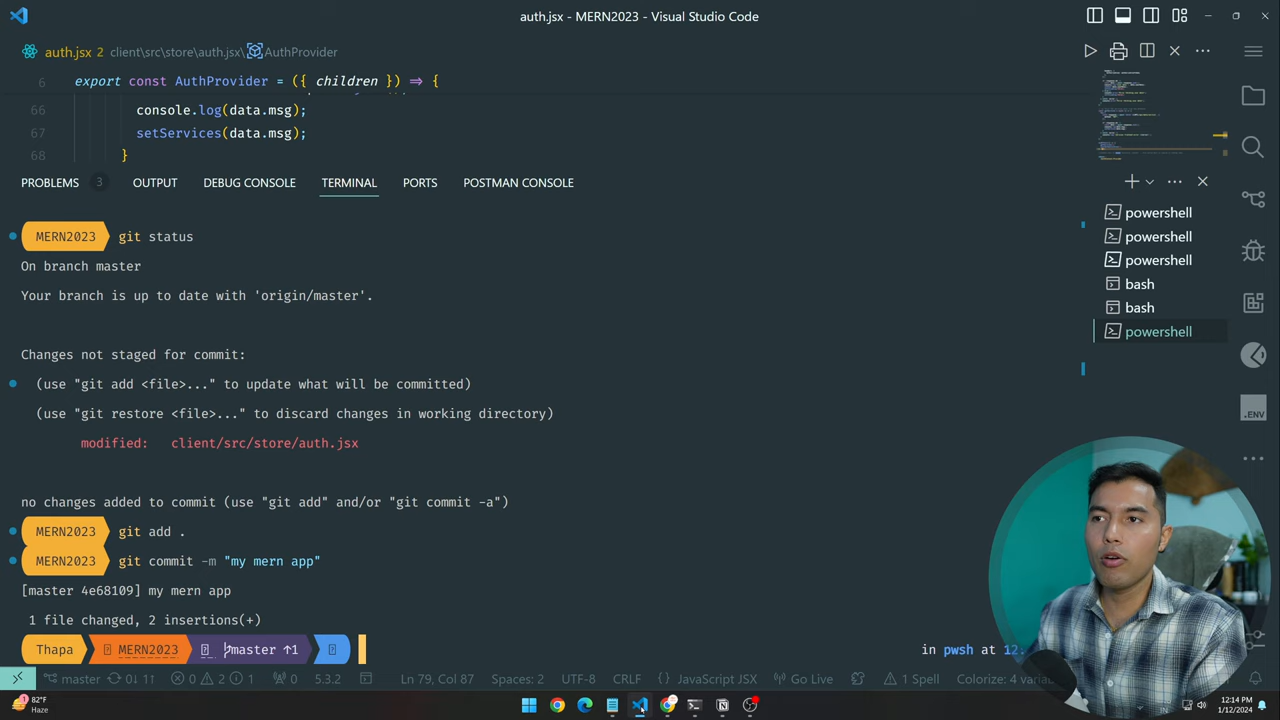 auth.jsx - MERN2023 - Visual Studio Code
auth.jsx 2 client\src\store\auth.jsx\AuthProvider
6 export const AuthProvider = ({ children }) => {
66 console.log(data.msg);
67 setServices(data.msg);
68 }
PROBLEMS 3 OUTPUT DEBUG CONSOLE TERMINAL PORTS POSTMAN CONSOLE
MERN2023 git status
On branch master
Your branch is up to date with 'origin/master'.
Changes not staged for commit:
(use "git add <file>..." to update what will be committed)
(use "git restore <file>..." to discard changes in working directory)
modified: client/src/store/auth.jsx
no changes added to commit (use "git add" and/or "git commit -a")
MERN2023 git add .
MERN2023 git commit -m "my mern app"
[master 4e68109] my mern app
1 file changed, 2 insertions(+)
Thapa MERN2023 master ↑1
in pwsh at 12.
powershell
powershell
powershell
bash
bash
powershell
.ENV
master 0 2 0 5.3.2 Ln 79, Col 87 Spaces: 2 UTF-8 CRLF JavaScript JSX Go Live 1 Spell Colorize: 4 varia
82°F
Haze
12:14 PM
1/12/2024